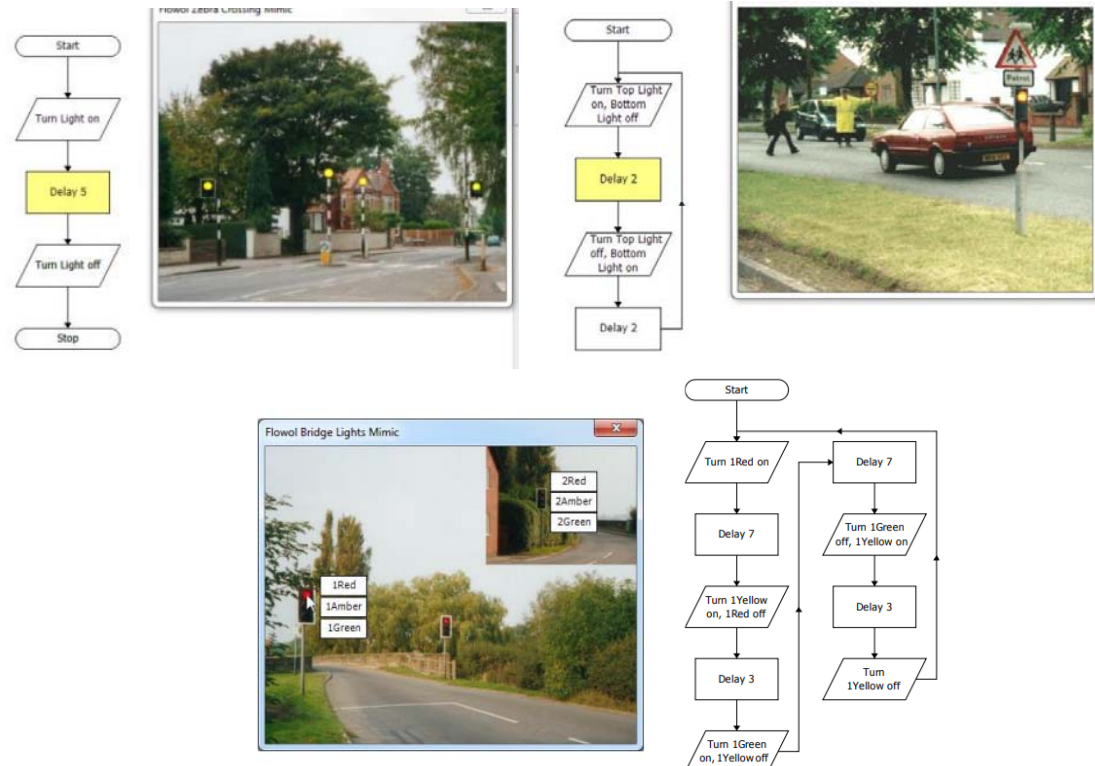 Flowol Zebra Crossing Mimic
Start
Turn Light on
Delay 5
Turn Light off
Stop
Start
Turn Top Light
on, Bottom
Light off
Delay 2
Turn Top Light
off, Bottom
Light on
Delay 2
Patrol
Flowol Bridge Lights Mimic
2Red
2Amber
2Green
1Red
1Amber
1Green
Start
Turn 1Red on
Delay 7
Turn 1Yellow
on, 1Red off
Delay 3
Turn 1Green
on, 1Yellow off
Delay 7
Turn 1Green
off, 1Yellow on
Delay 3
Turn
1Yellow off